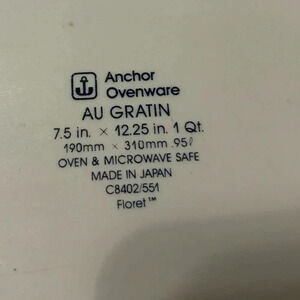 Anchor
Ovenware
AU GRATIN
7.5 in. × 12.25 in. 1 Qt.
190mm × 310mm .95ℓ
OVEN & MICROWAVE SAFE
MADE IN JAPAN
C8402/551
Floret™